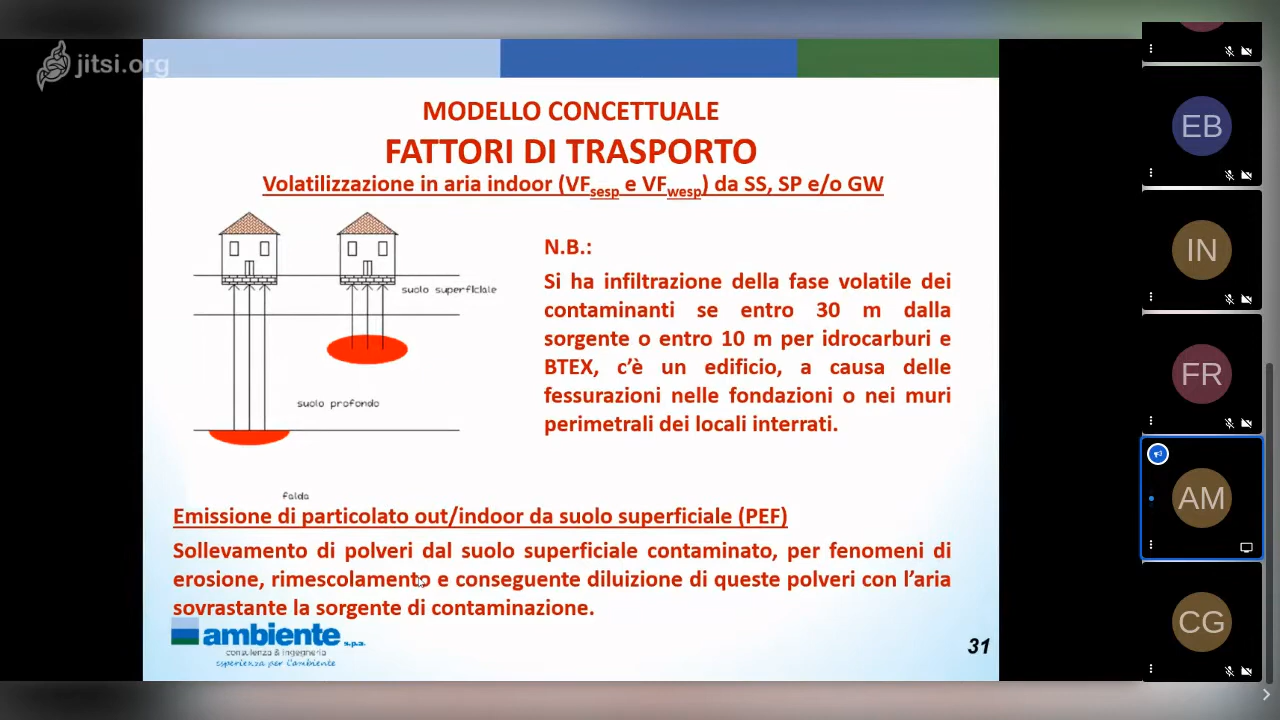 jitsi.org
MODELLO CONCETTUALE
FATTORI DI TRASPORTO
Volatilizzazione in aria indoor (VFsesp e VFwesp) da SS, SP e/o GW
suolo superficiale
suolo profondo
falda
N.B.:
Si ha infiltrazione della fase volatile dei
contaminanti se entro 30 m dalla
sorgente o entro 10 m per idrocarburi e
BTEX, c’è un edificio, a causa delle
fessurazioni nelle fondazioni o nei muri
perimetrali dei locali interrati.
Emissione di particolato out/indoor da suolo superficiale (PEF)
Sollevamento di polveri dal suolo superficiale contaminato, per fenomeni di
erosione, rimescolamento e conseguente diluizione di queste polveri con l’aria
sovrastante la sorgente di contaminazione.
ambiente s.p.a.
consulenza & ingegneria
esperienza per l'ambiente
31
EB
IN
FR
AM
CG